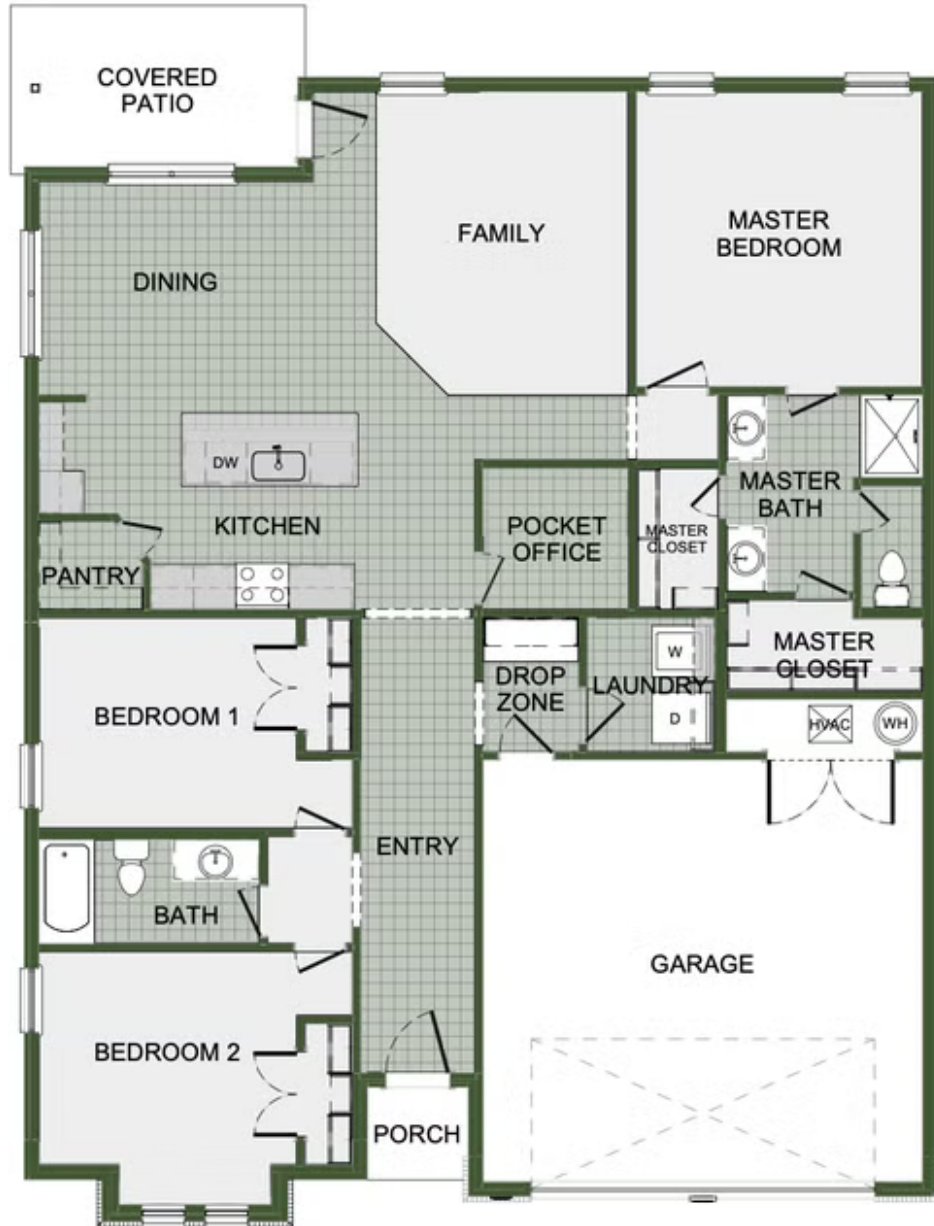 COVERED
PATIO
FAMILY
MASTER
BEDROOM
DINING
DW
KITCHEN
POCKET
OFFICE
MASTER
CLOSET
MASTER
BATH
PANTRY
BEDROOM 1
DROP
ZONE
LAUNDRY
W
D
MASTER
CLOSET
HVAC
WH
ENTRY
BATH
GARAGE
BEDROOM 2
PORCH